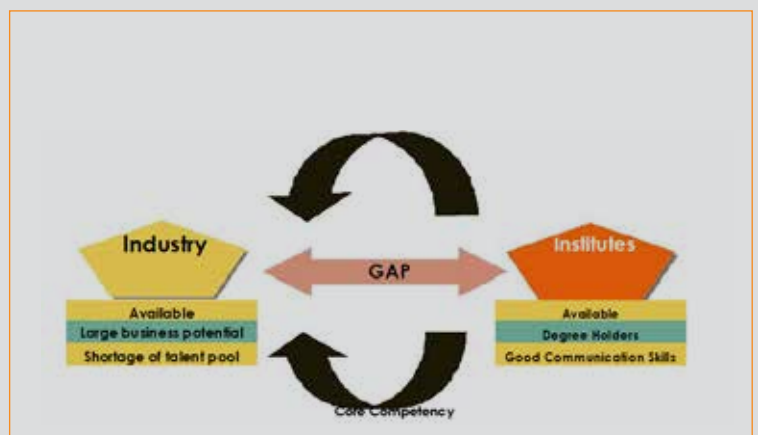 Industry
Available
Large business potential
Shortage of talent pool
GAP
Institutes
Available
Degree Holders
Good Communication Skills
Core Competency